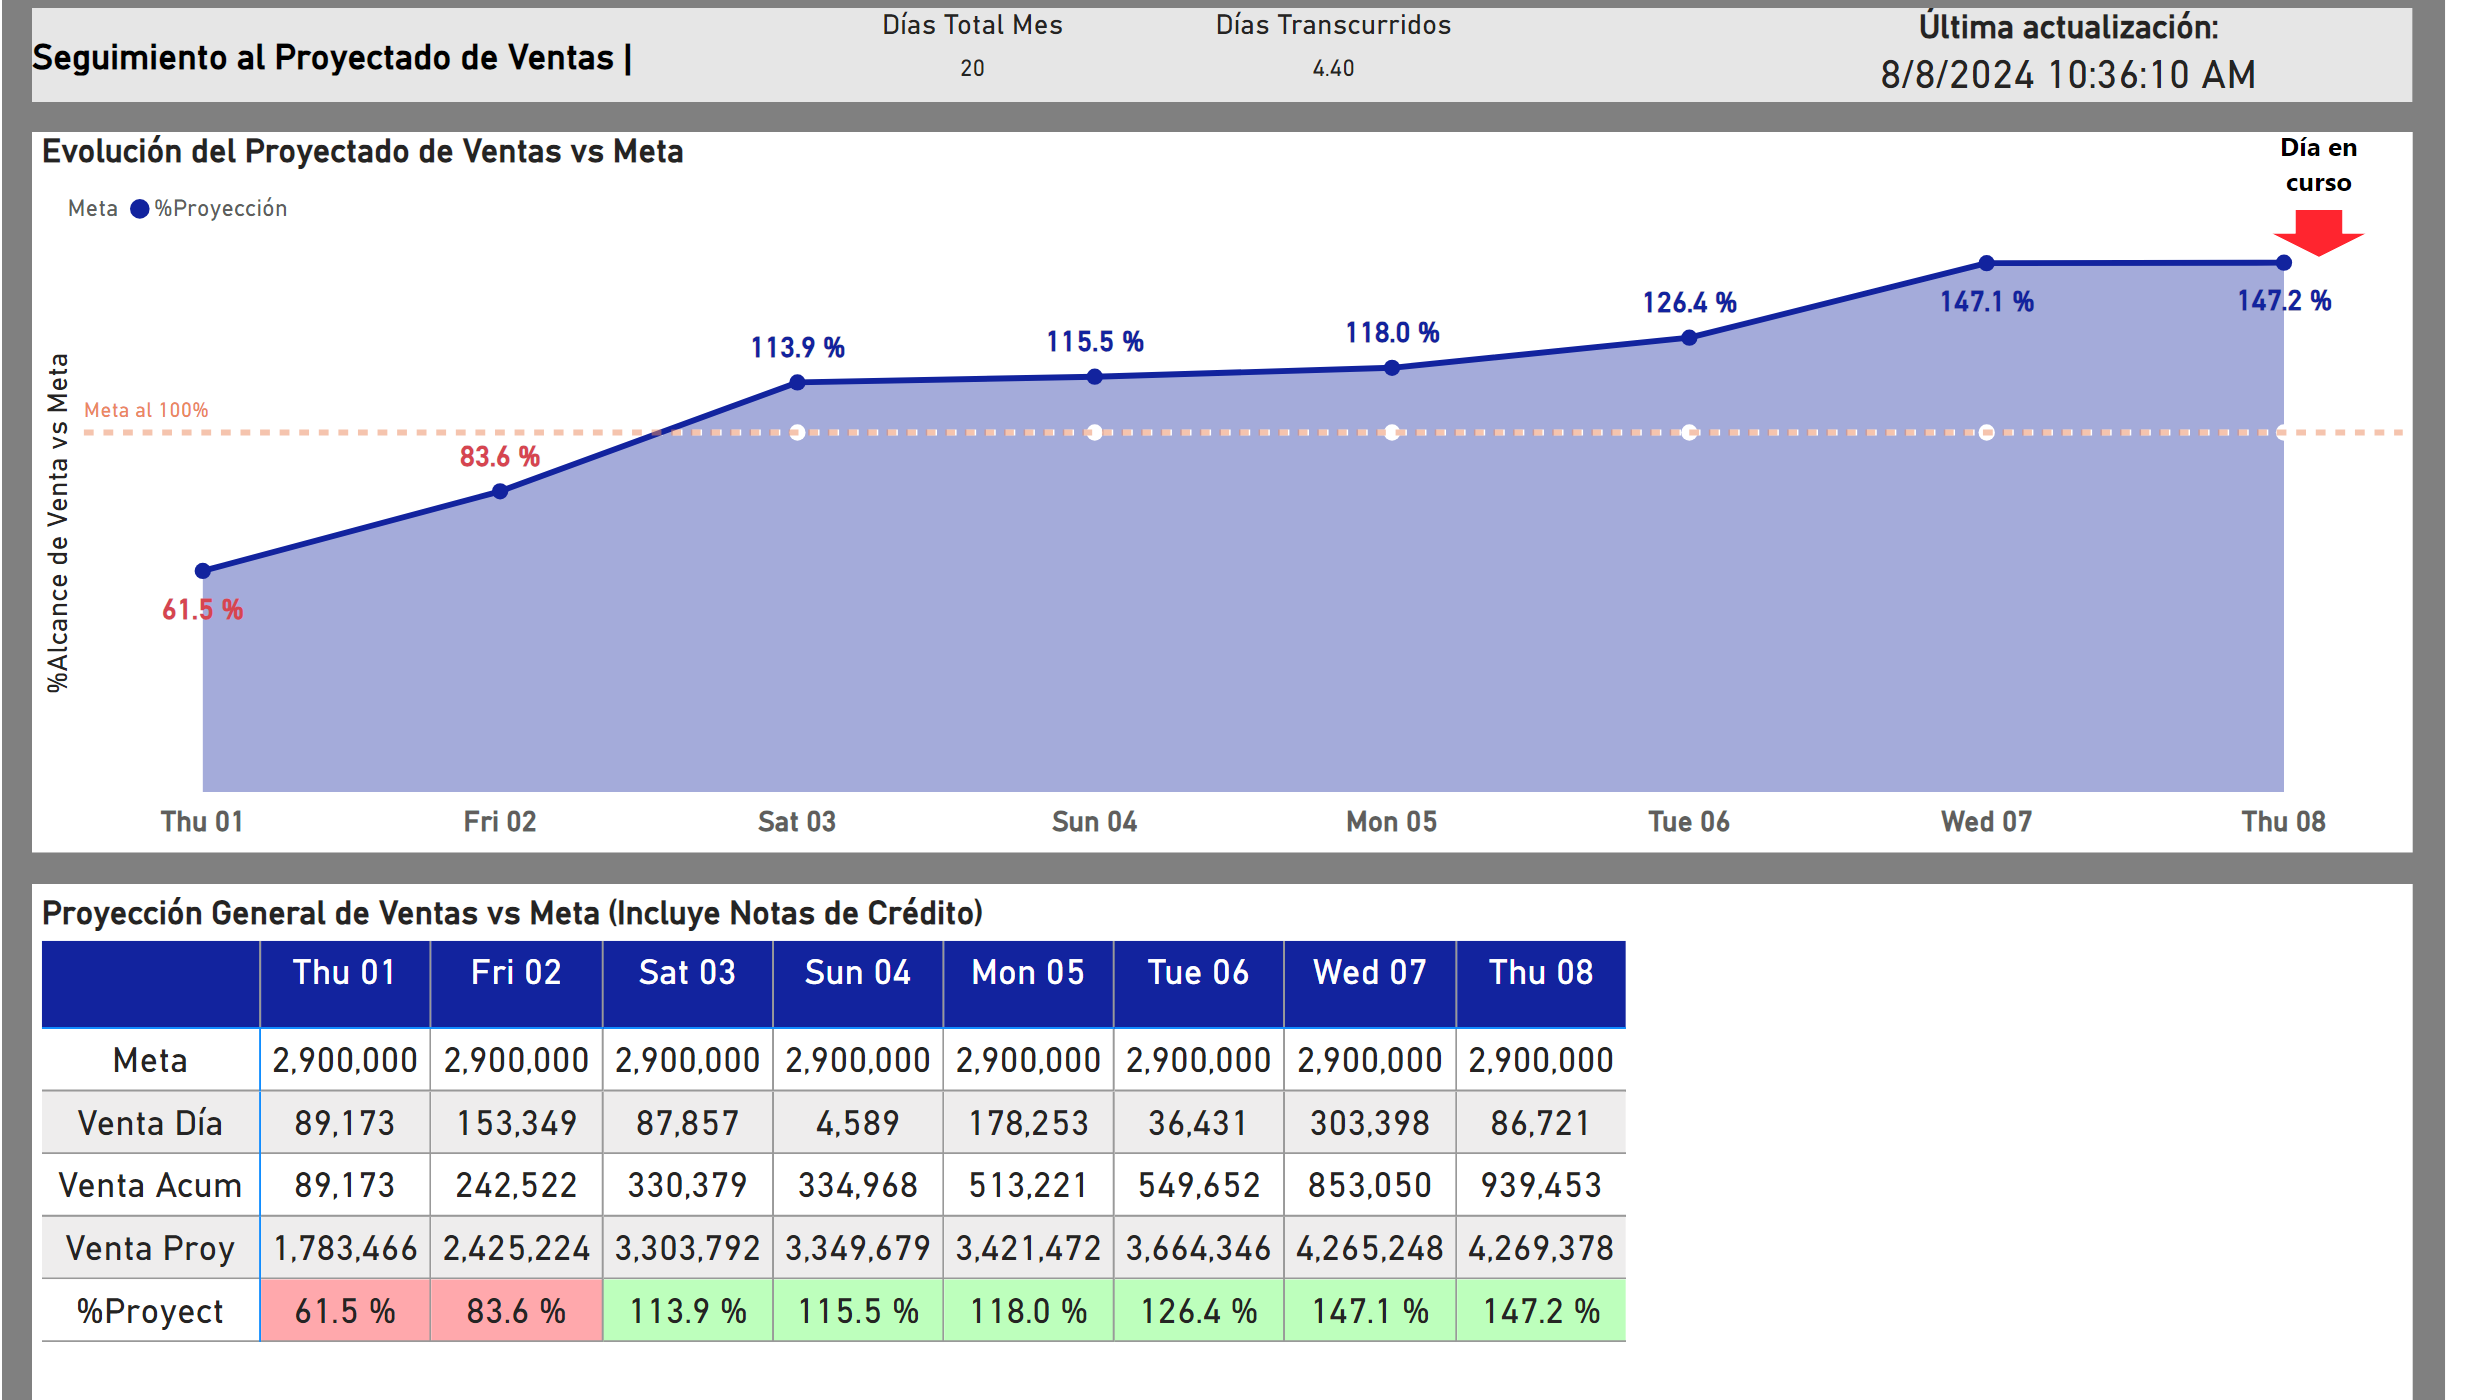 Seguimiento al Proyectado de Ventas |
Días Total Mes
20
Días Transcurridos
4.40
Última actualización:
8/8/2024 10:36:10 AM
Evolución del Proyectado de Ventas vs Meta
Día en
curso
Meta %Proyección
%Alcance de Venta vs Meta
Meta al 100%
61.5 %
83.6 %
113.9 %
115.5 %
118.0 %
126.4 %
147.1 %
147.2 %
Thu 01 Fri 02 Sat 03 Sun 04 Mon 05 Tue 06 Wed 07 Thu 08
Proyección General de Ventas vs Meta (Incluye Notas de Crédito)
Thu 01 Fri 02 Sat 03 Sun 04 Mon 05 Tue 06 Wed 07 Thu 08
Meta 2,900,000 2,900,000 2,900,000 2,900,000 2,900,000 2,900,000 2,900,000 2,900,000
Venta Día 89,173 153,349 87,857 4,589 178,253 36,431 303,398 86,721
Venta Acum 89,173 242,522 330,379 334,968 513,221 549,652 853,050 939,453
Venta Proy 1,783,466 2,425,224 3,303,792 3,349,679 3,421,472 3,664,346 4,265,248 4,269,378
%Proyect 61.5 % 83.6 % 113.9 % 115.5 % 118.0 % 126.4 % 147.1 % 147.2 %